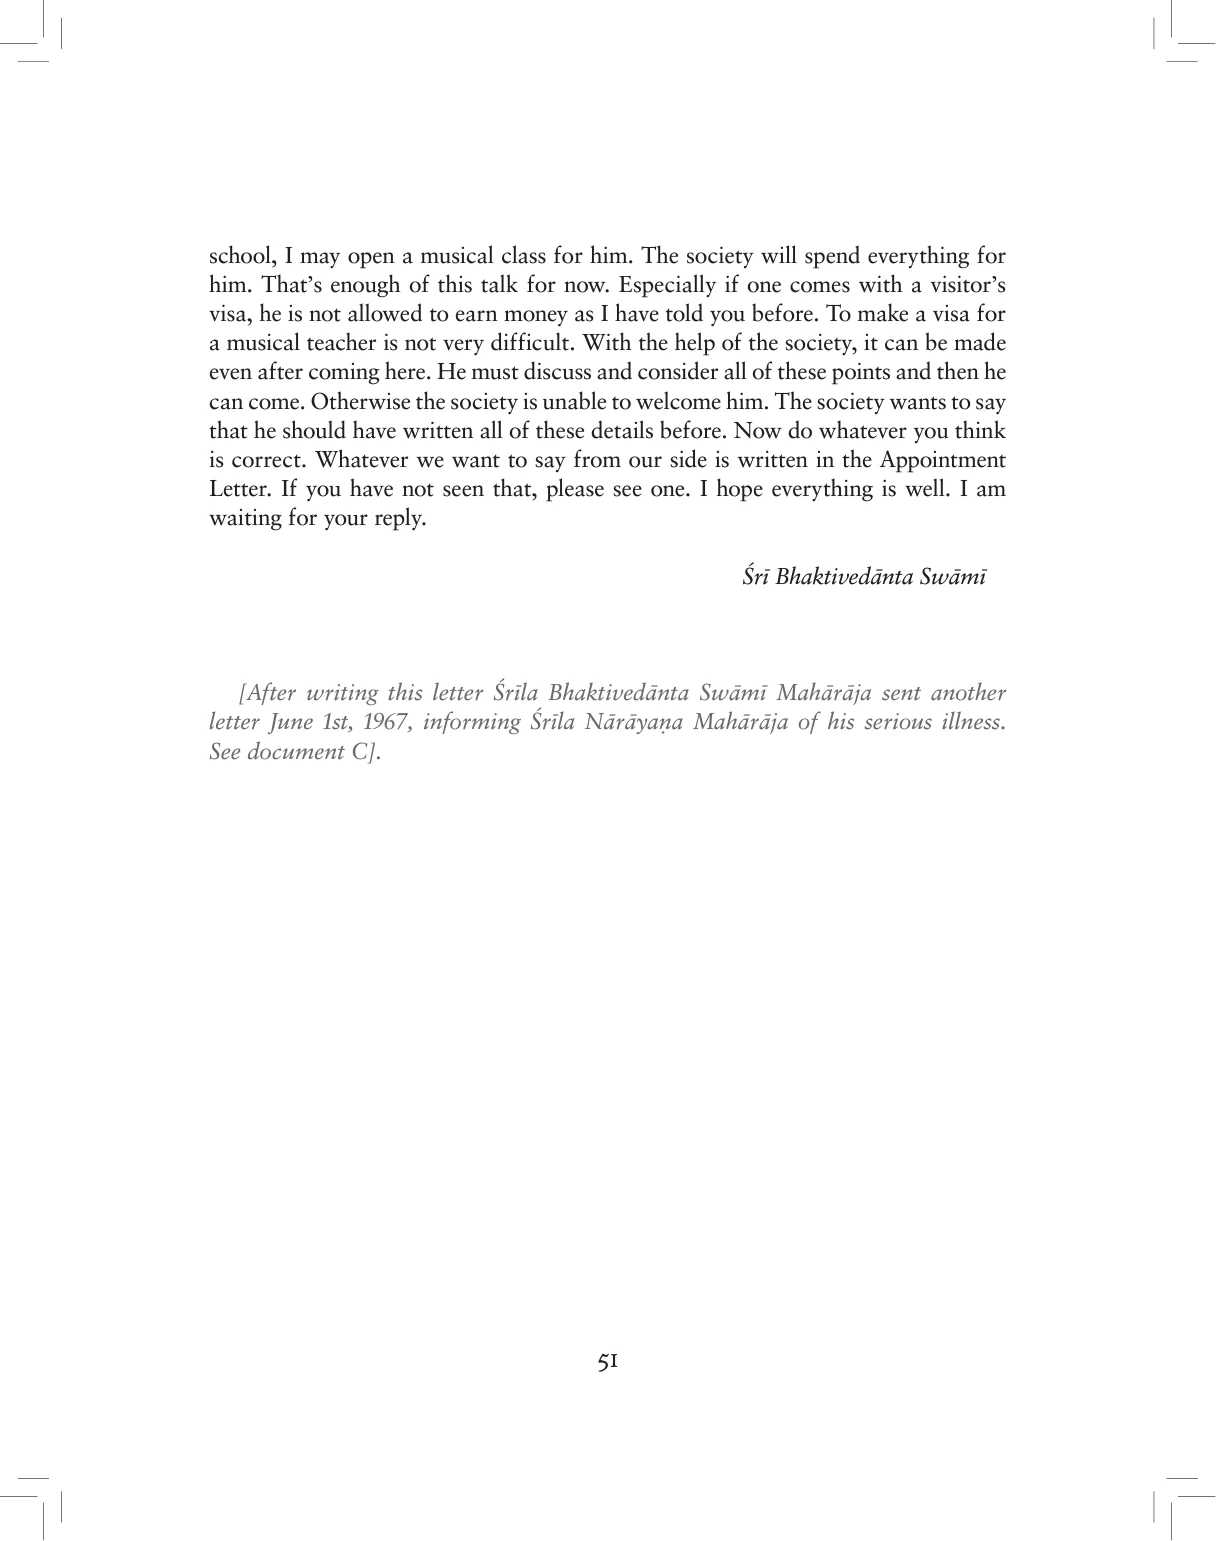 school, I may open a musical class for him. The society will spend everything for
him. That’s enough of this talk for now. Especially if one comes with a visitor’s
visa, he is not allowed to earn money as I have told you before. To make a visa for
a musical teacher is not very difficult. With the help of the society, it can be made
even after coming here. He must discuss and consider all of these points and then he
can come. Otherwise the society is unable to welcome him. The society wants to say
that he should have written all of these details before. Now do whatever you think
is correct. Whatever we want to say from our side is written in the Appointment
Letter. If you have not seen that, please see one. I hope everything is well. I am
waiting for your reply.
Śrī Bhaktivedānta Swāmī
[After writing this letter Śrīla Bhaktivedānta Swāmī Mahārāja sent another
letter June 1st, 1967, informing Śrīla Nārāyaṇa Mahārāja of his serious illness.
See document C].
51